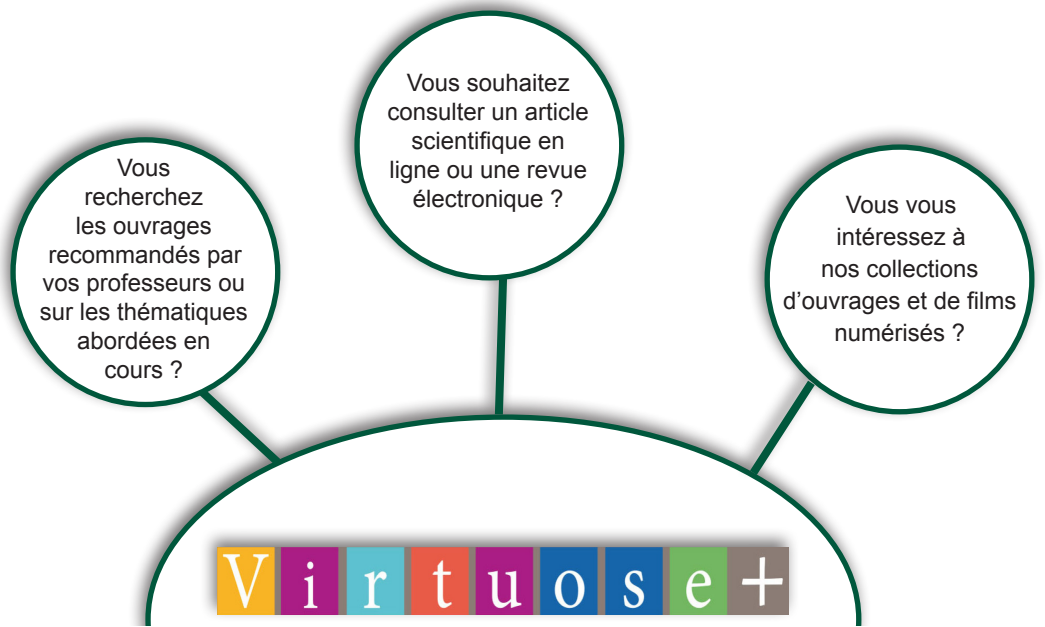 Vous
recherchez
les ouvrages
recommandés par
vos professeurs ou
sur les thématiques
abordées en
cours ?
Vous souhaitez
consulter un article
scientifique en
ligne ou une revue
électronique ?
Vous vous
intéressez à
nos collections
d'ouvrages et de films
numérisés ?
Virtuose+